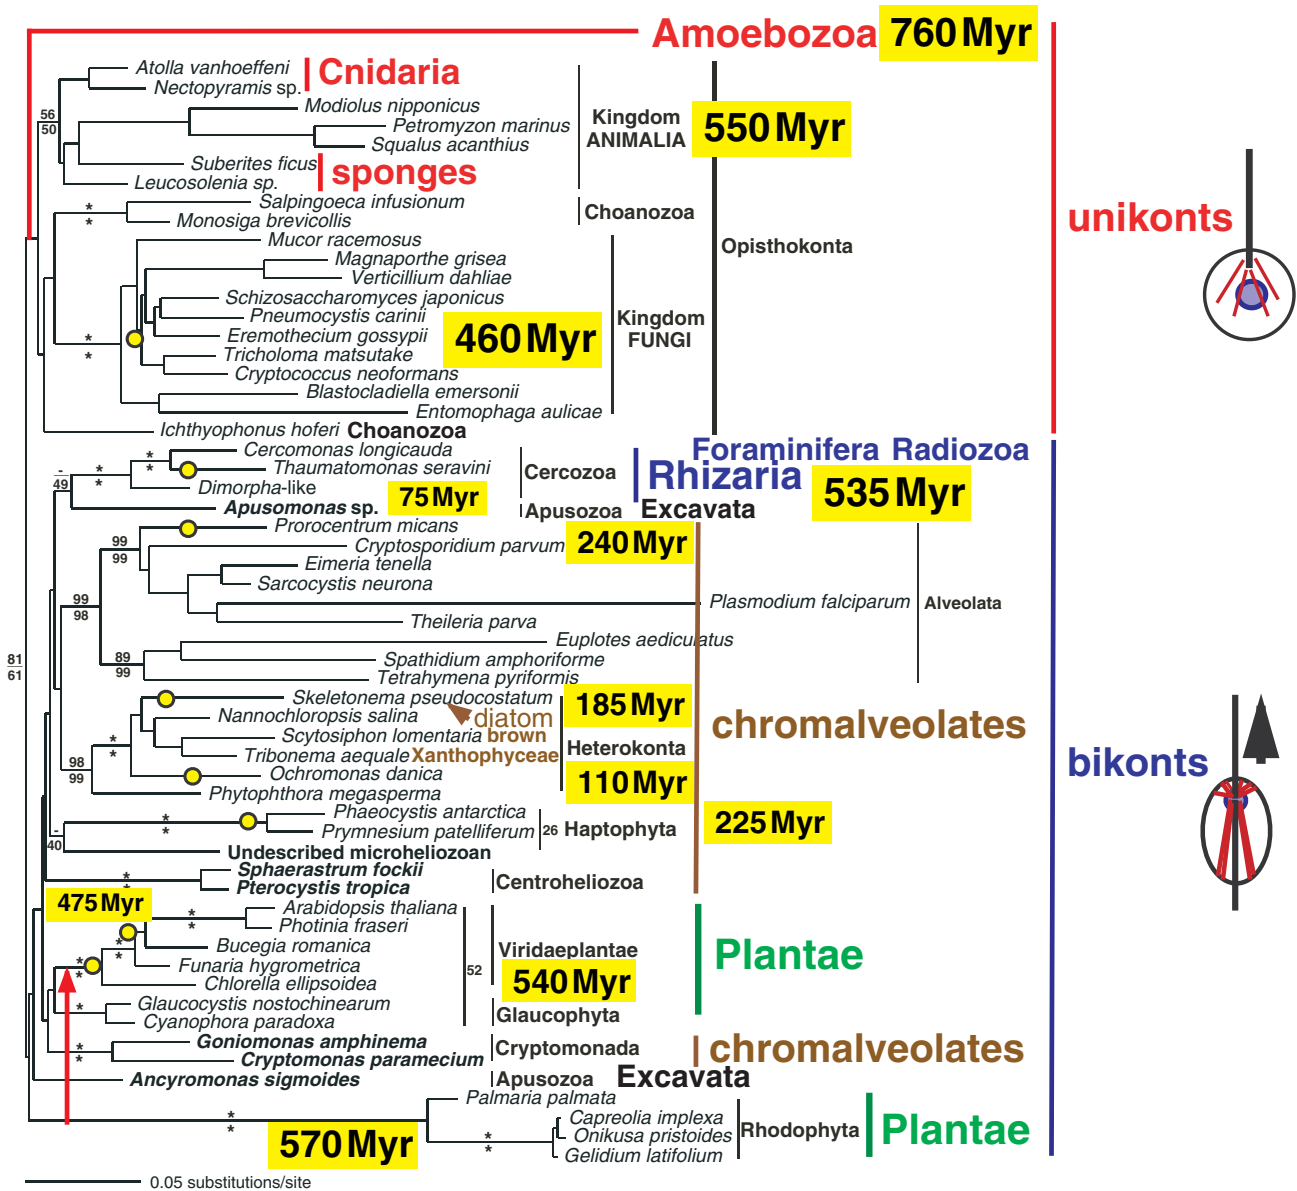 Amoebozoa 760 Myr
Atolla vanhoeffeni
Nectopyramis sp.
Cnidaria
56
50
Modiolus nipponicus
Petromyzon marinus
Squalus acanthius
Kingdom
ANIMALIA
550 Myr
Suberites ficus
Leucosolenia sp.
sponges
Salpingoeca infusionum
Monosiga brevicollis
* *
Choanozoa
unikonts
Mucor racemosus
Opisthokonta
Magnaporthe grisea
Verticillium dahliae
Schizosaccharomyces japonicus
Pneumocystis carinii
Eremothecium gossypii
Tricholoma matsutake
Cryptococcus neoformans
* *
460 Myr
Kingdom
FUNGI
Blastocladiella emersonii
Entomophaga aulicae
Ichthyophonus hoferi Choanozoa
Cercomonas longicauda
Thaumatomonas seravini
Dimorpha-like
* *
* *
-
49
Cercozoa
Foraminifera Radiozoa
Rhizaria
535 Myr
Apusomonas sp.
75 Myr
Apusozoa Excavata
Prorocentrum micans
Cryptosporidium parvum
240 Myr
99
99
Eimeria tenella
Sarcocystis neurona
99
98
Plasmodium falciparum
Alveolata
Theileria parva
Euplotes aediculatus
Spathidium amphoriforme
Tetrahymena pyriformis
89
99
81
61
Skeletonema pseudocostatum
185 Myr
Nannochloropsis salina
diatom
chromalveolates
Scytosiphon lomentaria brown
Tribonema aequale Xanthophyceae
Heterokonta
* *
bikonts
Ochromonas danica
110 Myr
98
99
Phytophthora megasperma
Phaeocystis antarctica
Prymnesium patelliferum
* *
26 Haptophyta
225 Myr
-
40
Undescribed microheliozoan
Sphaerastrum fockii
Pterocystis tropica
* *
Centroheliozoa
475 Myr
Arabidopsis thaliana
Photinia fraseri
* *
Bucegia romanica
* *
Viridaeplantae
Plantae
Funaria hygrometrica
* *
52
540 Myr
Chlorella ellipsoidea
Glaucocystis nostochinearum
Cyanophora paradoxa
* *
Glaucophyta
Goniomonas amphinema
Cryptomonas paramecium
* *
Cryptomonada
chromalveolates
Ancyromonas sigmoides
Apusozoa Excavata
Palmaria palmata
* *
Capreolia implexa
Onikusa pristoides
Gelidium latifolium
* *
Rhodophyta
Plantae
570 Myr
0.05 substitutions/site